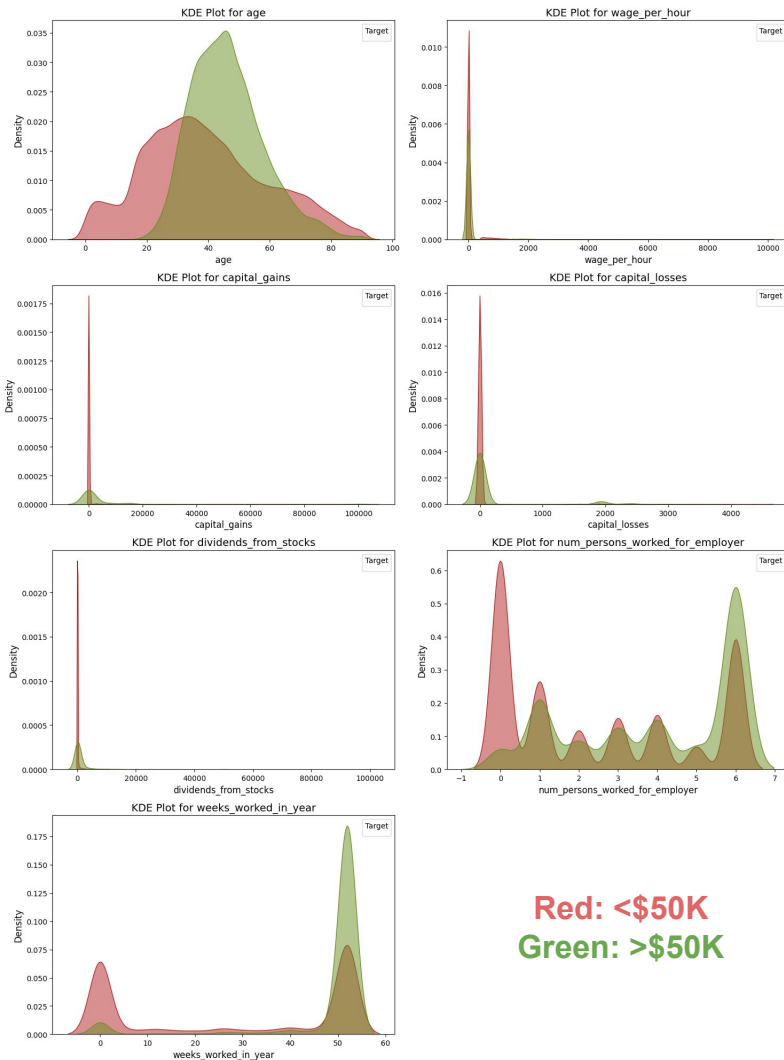 KDE Plot for age
Target
0.035
0.030
0.025
0.020
0.015
0.010
0.005
0.000
Density
0 20 40 60 80 100
age
KDE Plot for wage_per_hour
Target
0.010
0.008
0.006
0.004
0.002
0.000
Density
0 2000 4000 6000 8000 10000
wage_per_hour
KDE Plot for capital_gains
Target
0.00175
0.00150
0.00125
0.00100
0.00075
0.00050
0.00025
0.00000
Density
0 20000 40000 60000 80000 100000
capital_gains
KDE Plot for capital_losses
Target
0.016
0.014
0.012
0.010
0.008
0.006
0.004
0.002
0.000
Density
0 1000 2000 3000 4000
capital_losses
KDE Plot for dividends_from_stocks
Target
0.0020
0.0015
0.0010
0.0005
0.0000
Density
0 20000 40000 60000 80000 100000
dividends_from_stocks
KDE Plot for num_persons_worked_for_employer
Target
0.6
0.5
0.4
0.3
0.2
0.1
0.0
Density
−1 0 1 2 3 4 5 6 7
num_persons_worked_for_employer
KDE Plot for weeks_worked_in_year
Target
0.175
0.150
0.125
0.100
0.075
0.050
0.025
0.000
Density
0 10 20 30 40 50 60
weeks_worked_in_year
Red: <$50K
Green: >$50K